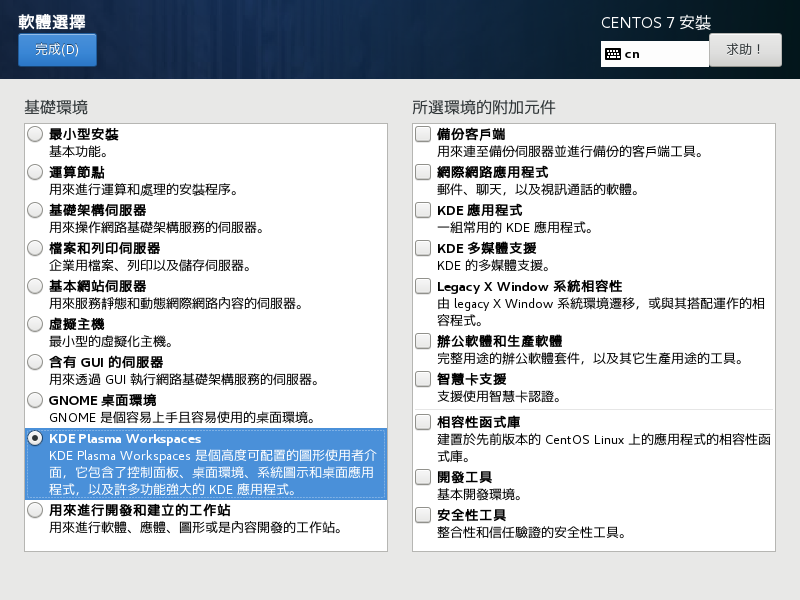 軟體選擇
CENTOS 7 安裝
完成(D)
cn
求助！
基礎環境
最小型安裝
基本功能。
運算節點
用來進行運算和處理的安裝程序。
基礎架構伺服器
用來操作網路基礎架構服務的伺服器。
檔案和列印伺服器
企業用檔案、列印以及儲存伺服器。
基本網站伺服器
用來服務靜態和動態網際網路內容的伺服器。
虛擬主機
最小型的虛擬化主機。
含有 GUI 的伺服器
用來透過 GUI 執行網路基礎架構服務的伺服器。
GNOME 桌面環境
GNOME 是個容易上手且容易使用的桌面環境。
KDE Plasma Workspaces
KDE Plasma Workspaces 是個高度可配置的圖形使用者介
面，它包含了控制面板、桌面環境、系統圖示和桌面應用
程式，以及許多功能強大的 KDE 應用程式。
用來進行開發和建立的工作站
用來進行軟體、應體、圖形或是內容開發的工作站。
所選環境的附加元件
備份客戶端
用來連至備份伺服器並進行備份的客戶端工具。
網際網路應用程式
郵件、聊天，以及視訊通話的軟體。
KDE 應用程式
一組常用的 KDE 應用程式。
KDE 多媒體支援
KDE 的多媒體支援。
Legacy X Window 系統相容性
由 legacy X Window 系統環境遷移，或與其搭配運作的相
容程式。
辦公軟體和生產軟體
完整用途的辦公軟體套件，以及其它生產用途的工具。
智慧卡支援
支援使用智慧卡認證。
相容性函式庫
建置於先前版本的 CentOS Linux 上的應用程式的相容性函
式庫。
開發工具
基本開發環境。
安全性工具
整合性和信任驗證的安全性工具。